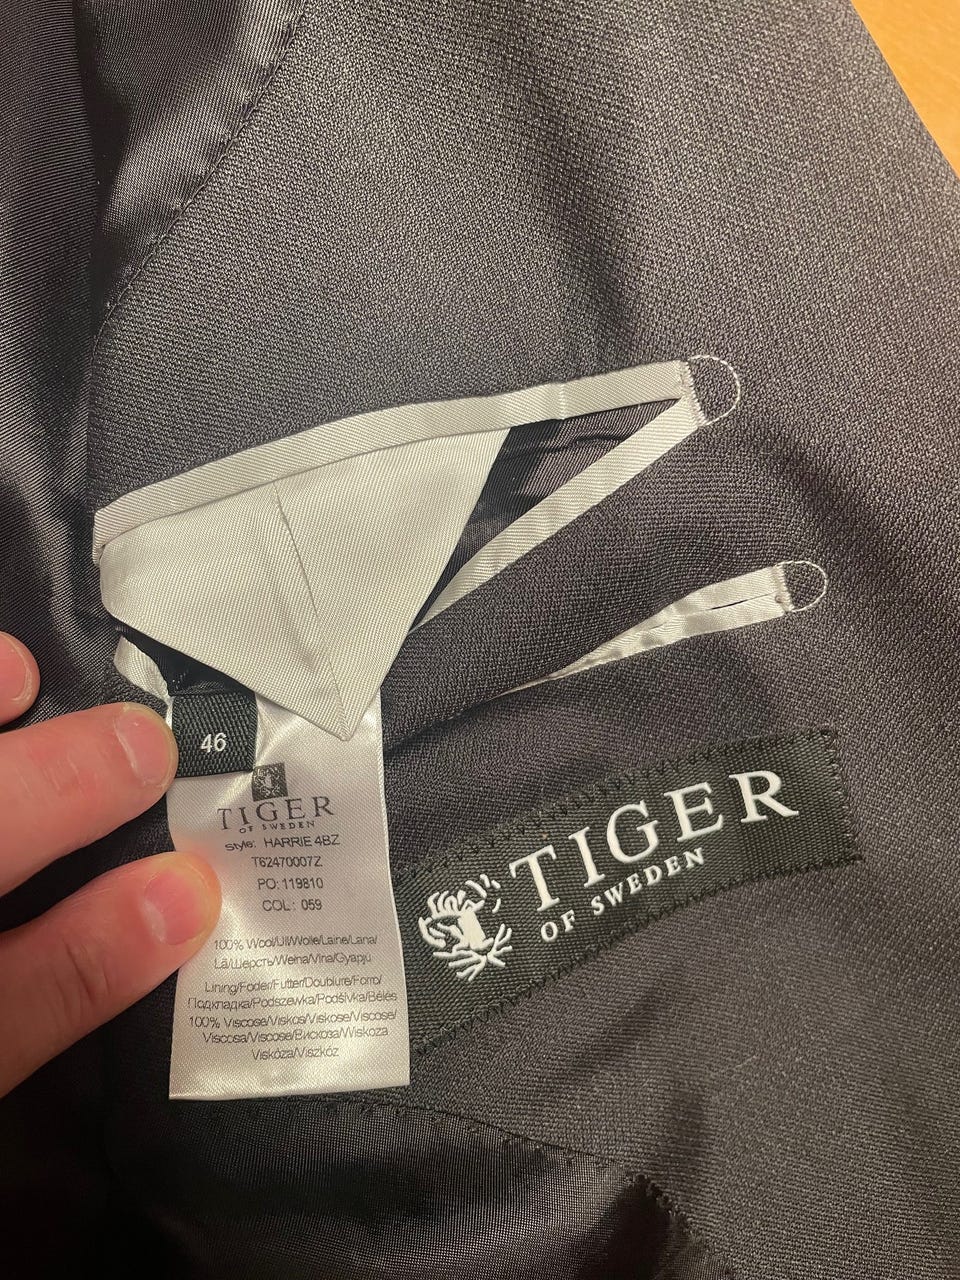 46
TIGER
OF SWEDEN
style: HARRIE 4BZ
T62470007Z
PO: 119810
COL: 059
100% Wool/Ull/Wolle/Laine/Lana/
Lã/Шерсть/Wełna/Vlna/Gyapjú
Lining/Foder/Futter/Doublure/Forro/
Подкладка/Podszewka/Podšívka/Bélés
100% Viscose/Viskos/Viskose/Viscose/
Viscosa/Viscose/Вискоза/Wiskoza
Viskóza/Viszkóz
TIGER
OF SWEDEN